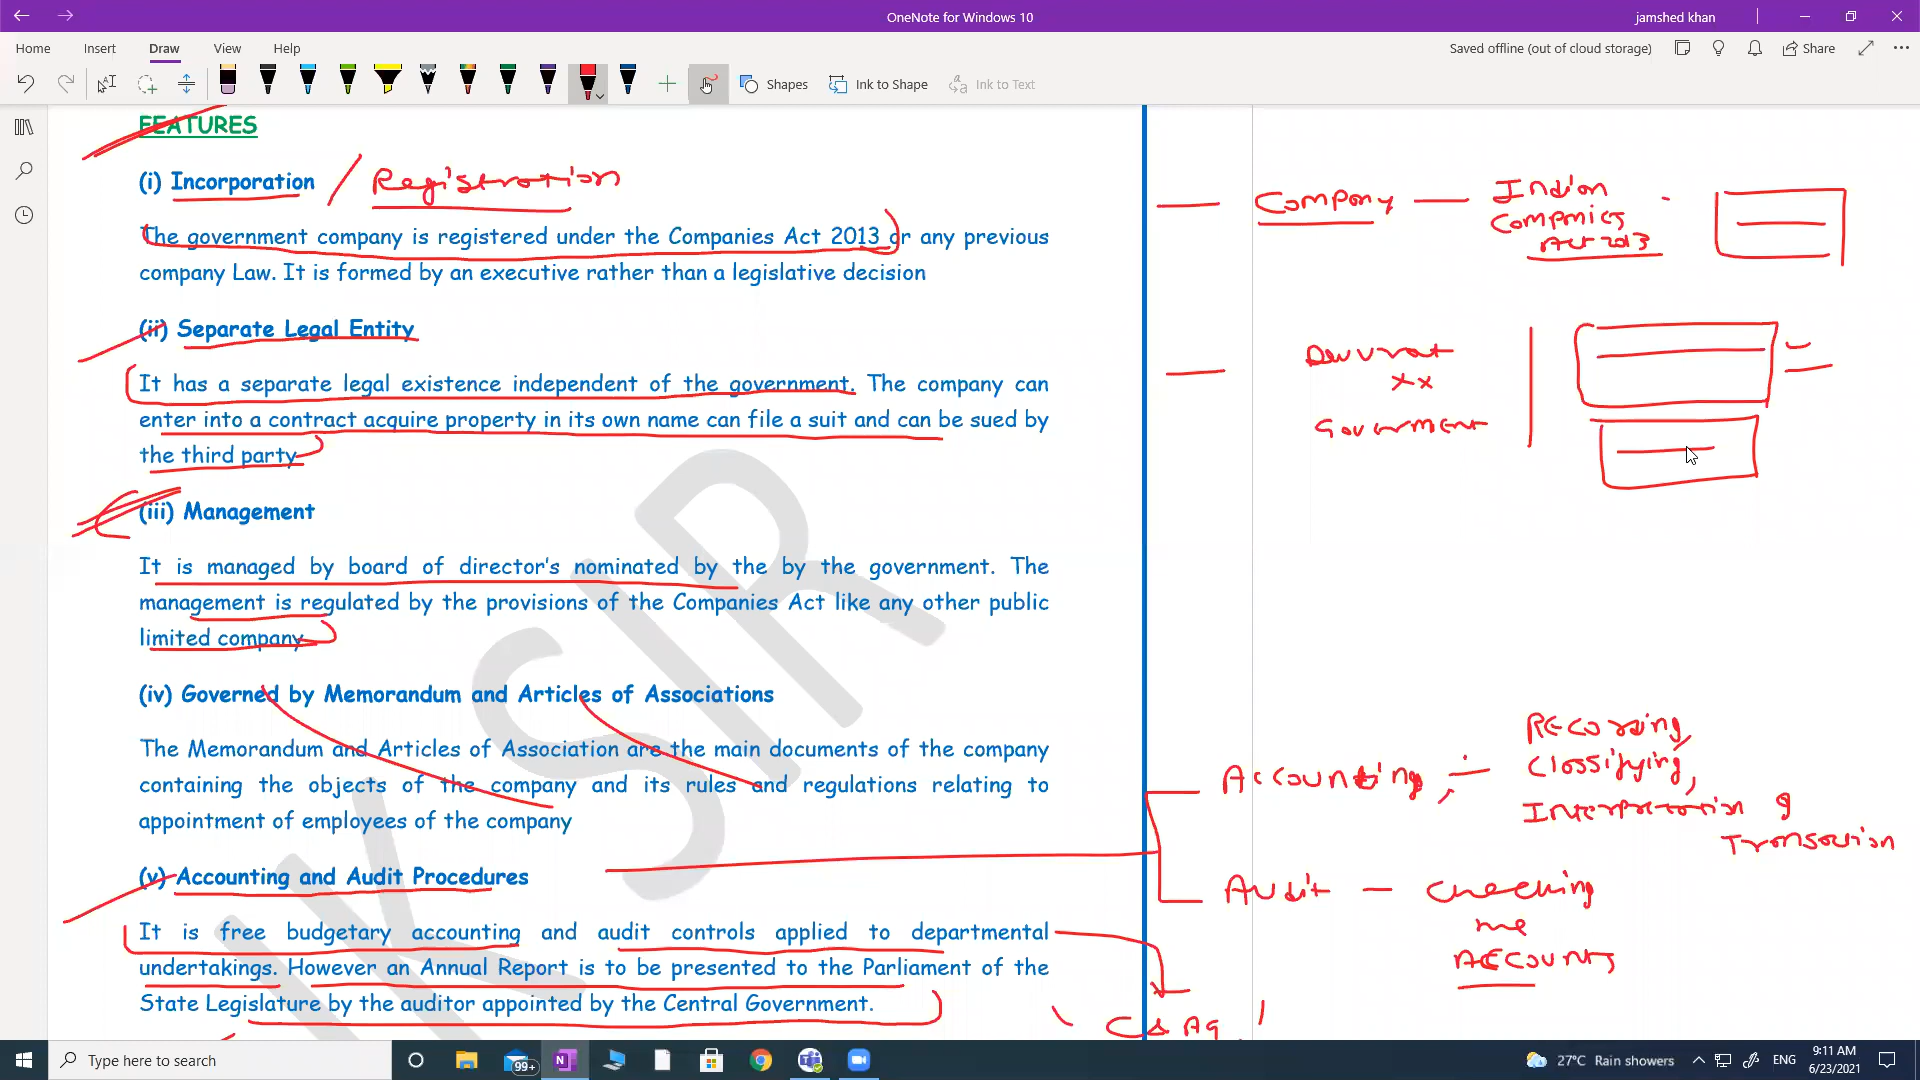 OneNote for Windows 10
jamshed khan
Home Insert Draw View Help
Saved offline (out of cloud storage)
Share
Shapes
Ink to Shape
Ink to Text
FEATURES
(i) Incorporation / Registration
The government company is registered under the Companies Act 2013 or any previous
company Law. It is formed by an executive rather than a legislative decision
(ii) Separate Legal Entity
It has a separate legal existence independent of the government. The company can
enter into a contract acquire property in its own name can file a suit and can be sued by
the third party
(iii) Management
It is managed by board of director's nominated by the by the government. The
management is regulated by the provisions of the Companies Act like any other public
limited company
(iv) Governed by Memorandum and Articles of Associations
The Memorandum and Articles of Association are the main documents of the company
containing the objects of the company and its rules and regulations relating to
appointment of employees of the company
(v) Accounting and Audit Procedures
It is free budgetary accounting and audit controls applied to departmental
undertakings. However an Annual Report is to be presented to the Parliament of the
State Legislature by the auditor appointed by the Central Government.
Company — Indian
Companies
Act 2013
xx
Government
Accounting, Recording,
Classifying,
Interpretation &
Transaction
Audit — Checking
the
Accounts
C & AG
JK SIR
Type here to search
99+
27°C Rain showers
ENG
9:11 AM
6/23/2021